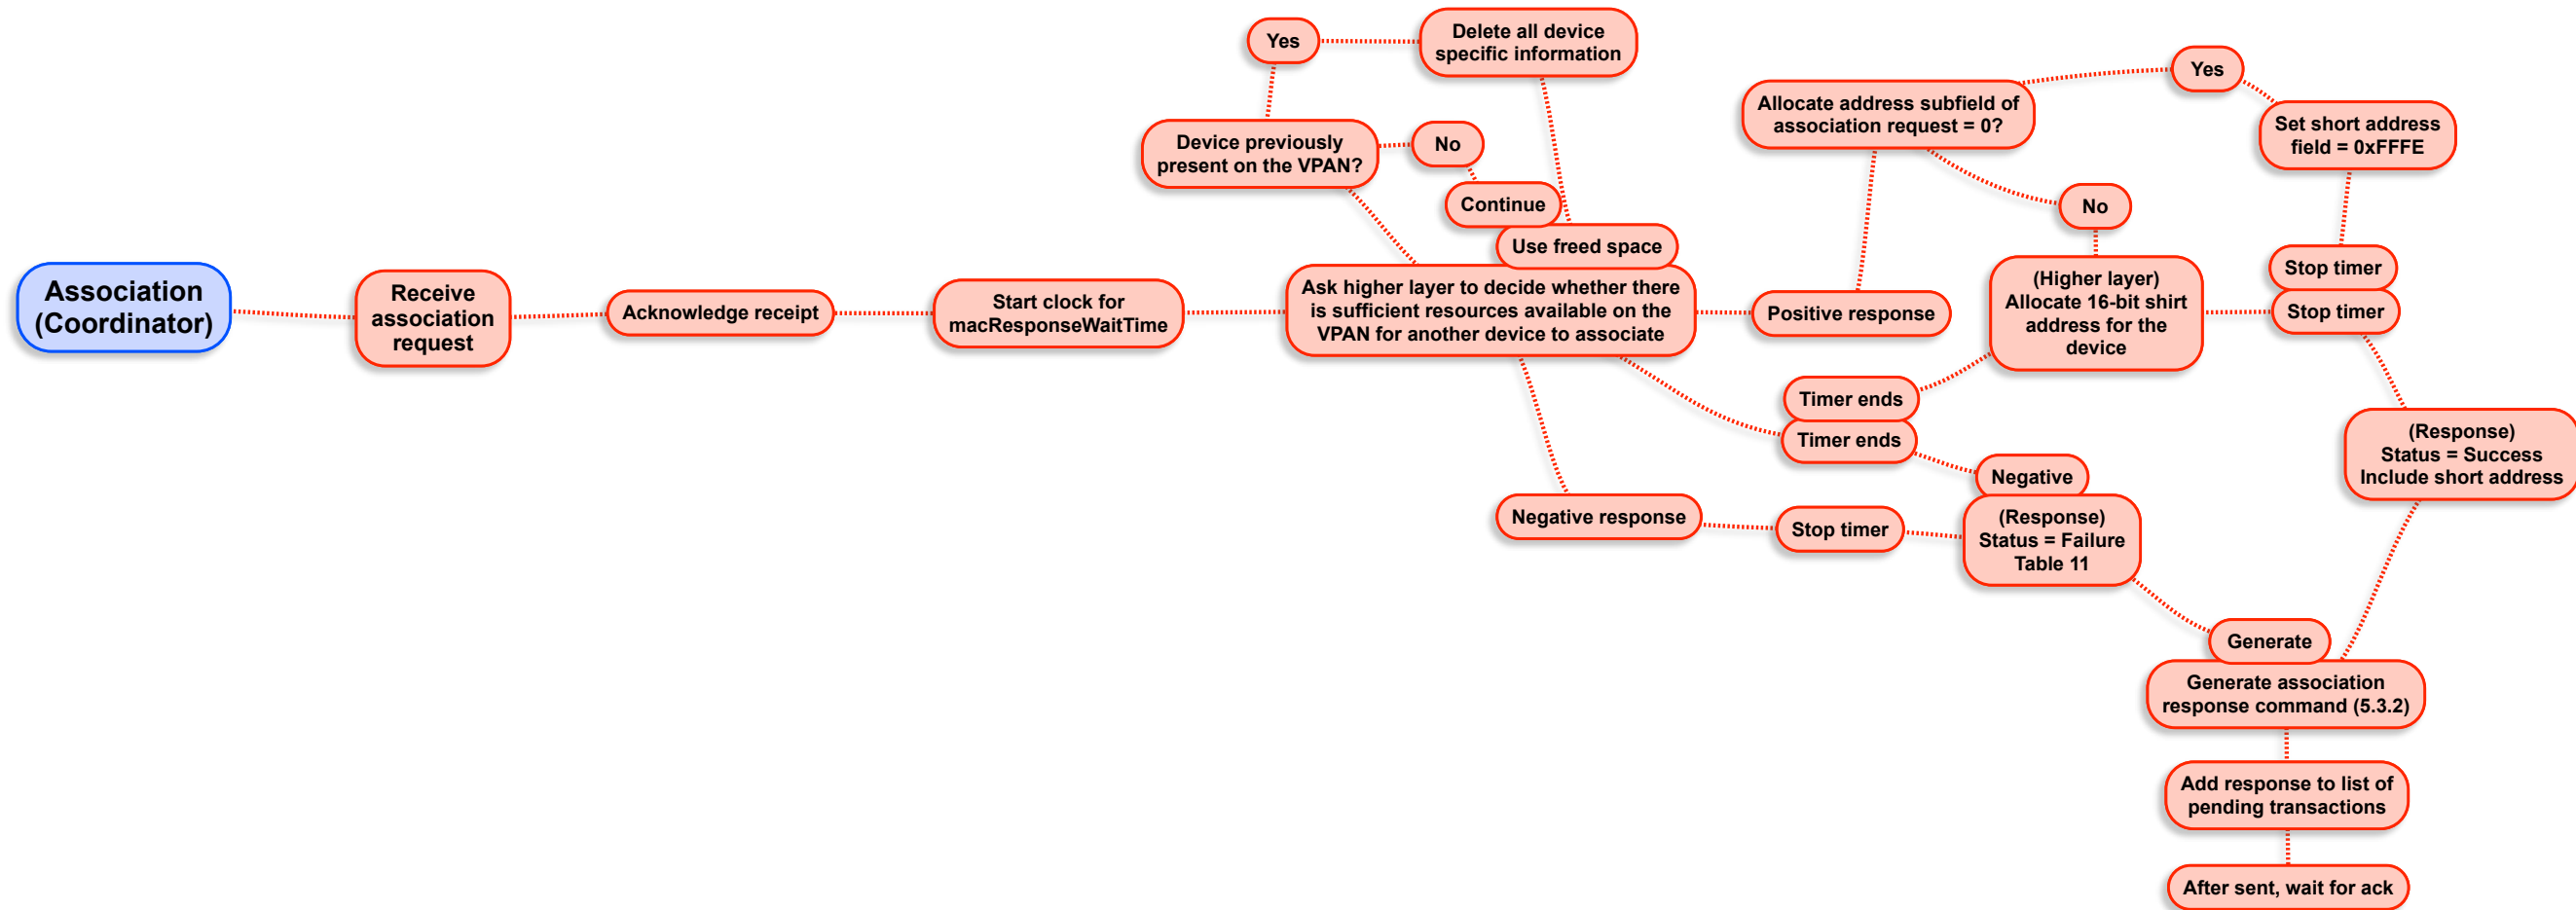 Association
(Coordinator)
Receive
association
request
Acknowledge receipt
Start clock for
macResponseWaitTime
Ask higher layer to decide whether there
is sufficient resources available on the
VPAN for another device to associate
Device previously
present on the VPAN?
Yes
Delete all device
specific information
No
Continue
Use freed space
Positive response
Allocate address subfield of
association request = 0?
Yes
Set short address
field = 0xFFFE
Stop timer
No
(Higher layer)
Allocate 16-bit shirt
address for the
device
Stop timer
Timer ends
Timer ends
Negative
Negative response
Stop timer
(Response)
Status = Failure
Table 11
(Response)
Status = Success
Include short address
Generate
Generate association
response command (5.3.2)
Add response to list of
pending transactions
After sent, wait for ack